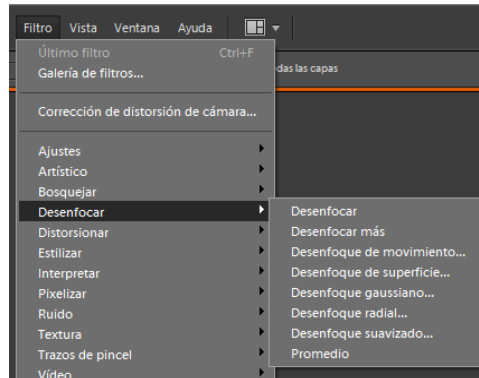 Filtro Vista Ventana Ayuda
Último filtro Ctrl+F
Galería de filtros...
das las capas
Corrección de distorsión de cámara...
Ajustes
Artístico
Bosquejar
Desenfocar
Distorsionar
Estilizar
Interpretar
Pixelizar
Ruido
Textura
Trazos de pincel
Vídeo
Desenfocar
Desenfocar más
Desenfoque de movimiento...
Desenfoque de superficie...
Desenfoque gaussiano...
Desenfoque radial...
Desenfoque suavizado...
Promedio